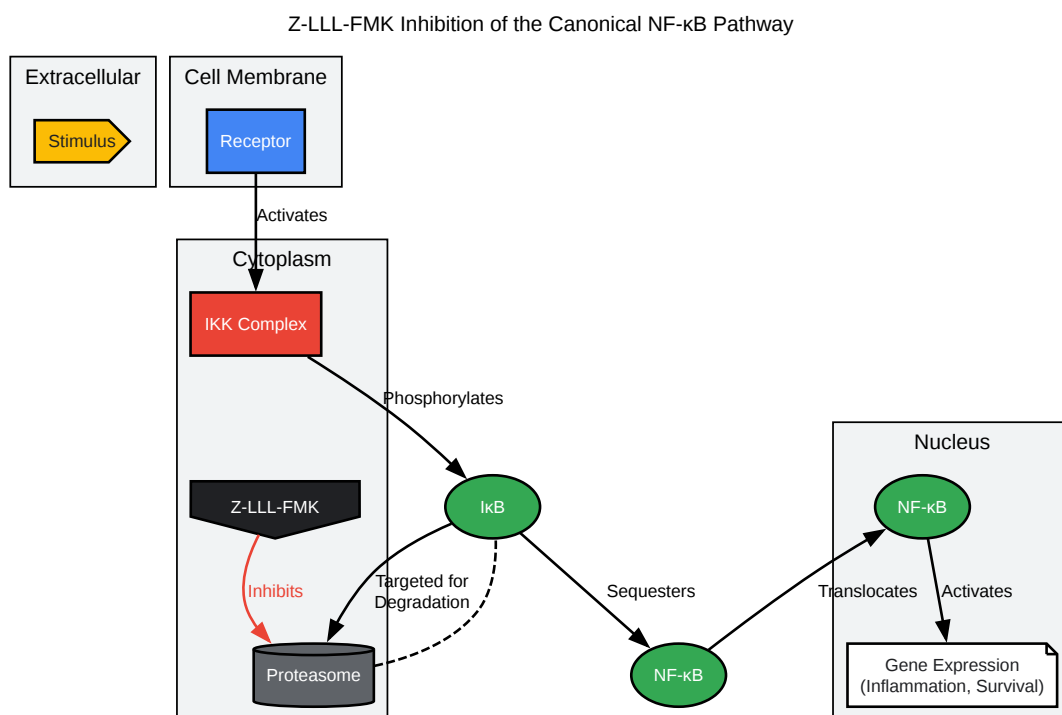 Z-LLL-FMK Inhibition of the Canonical NF-κB Pathway
Extracellular
Cell Membrane
Stimulus
Receptor
Activates
Cytoplasm
IKK Complex
Phosphorylates
Nucleus
Z-LLL-FMK
IκB
NF-κB
Inhibits
Targeted for
Degradation
Sequesters
Translocates
Activates
Proteasome
NF-κB
Gene Expression
(Inflammation, Survival)